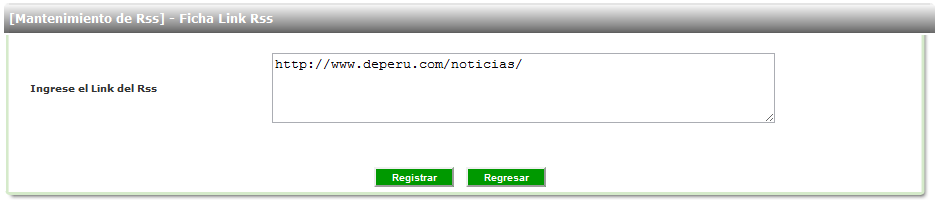 [Mantenimiento de Rss] - Ficha Link Rss
http://www.deperu.com/noticias/
Ingrese el Link del Rss
Registrar Regresar